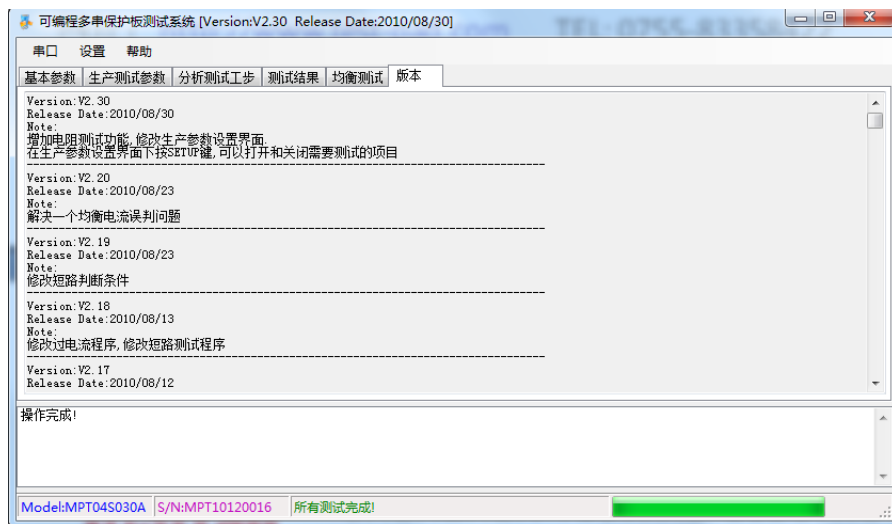 可编程多串保护板测试系统 [Version:V2.30 Release Date:2010/08/30]
串口 设置 帮助
基本参数 生产测试参数 分析测试工步 测试结果 均衡测试 版本
Version:V2.30
Release Date:2010/08/30
Note:
增加电阻测试功能,修改生产参数设置界面.
在生产参数设置界面下按SETUP键,可以打开和关闭需要测试的项目
--------------------------------------------------------------------------------
Version:V2.20
Release Date:2010/08/23
Note:
解决一个均衡电流误判问题
--------------------------------------------------------------------------------
Version:V2.19
Release Date:2010/08/23
Note:
修改短路判断条件
--------------------------------------------------------------------------------
Version:V2.18
Release Date:2010/08/13
Note:
修改过电流程序,修改短路测试程序
--------------------------------------------------------------------------------
Version:V2.17
Release Date:2010/08/12
操作完成!
Model:MPT04S030A S/N:MPT10120016 所有测试完成!